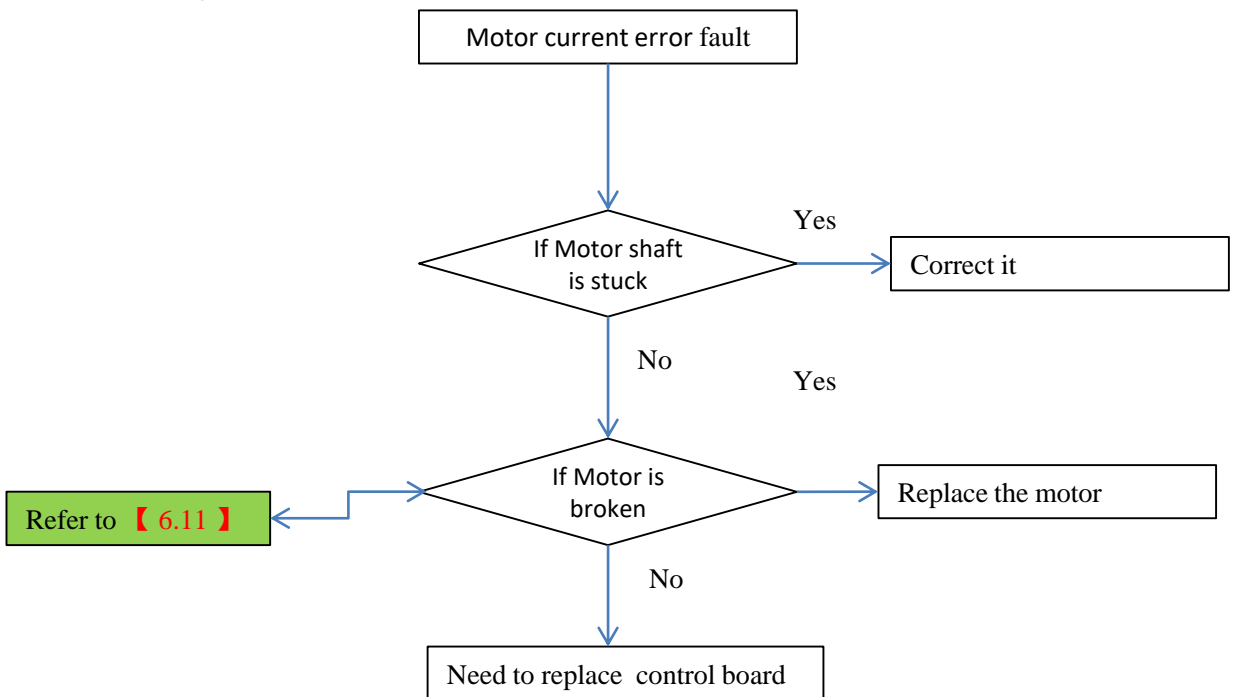 Motor current error fault
Yes
If Motor shaft
is stuck
Correct it
No
Yes
If Motor is
broken
Replace the motor
Refer to 【 6.11 】
No
Need to replace  control board